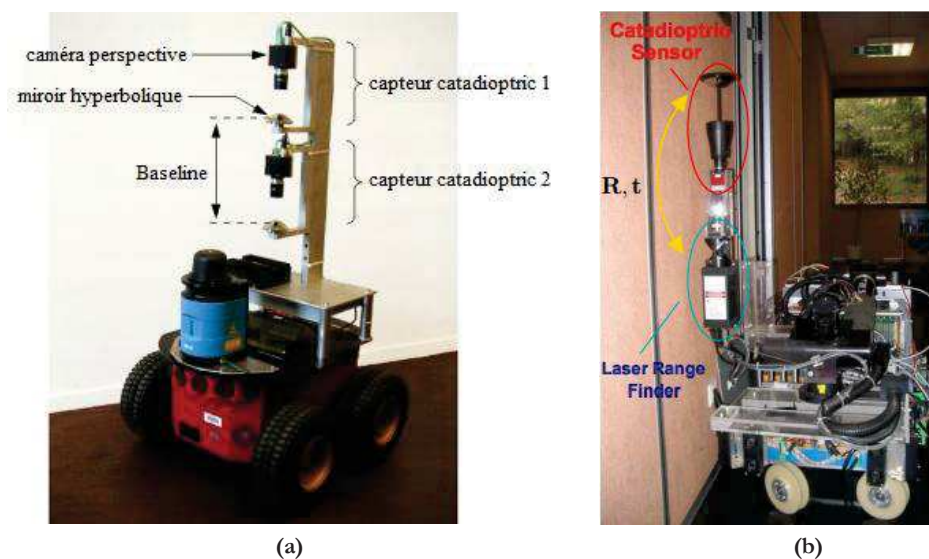 caméra perspective
miroir hyperbolique
Baseline
capteur catadioptric 1
capteur catadioptric 2
(a)
Catadioptric
Sensor
R, t
Laser Range
Finder
(b)